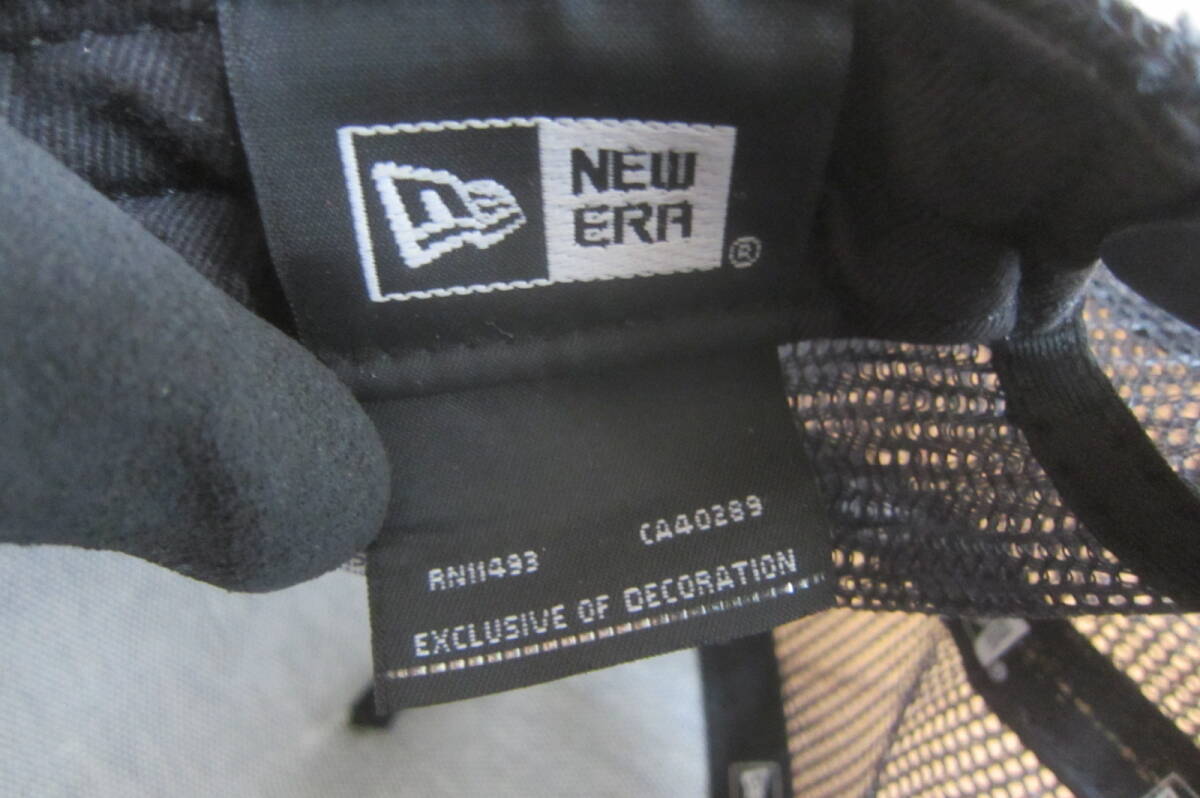 NEW
ERA
®
RN11493 CA40289
EXCLUSIVE OF DECORATION